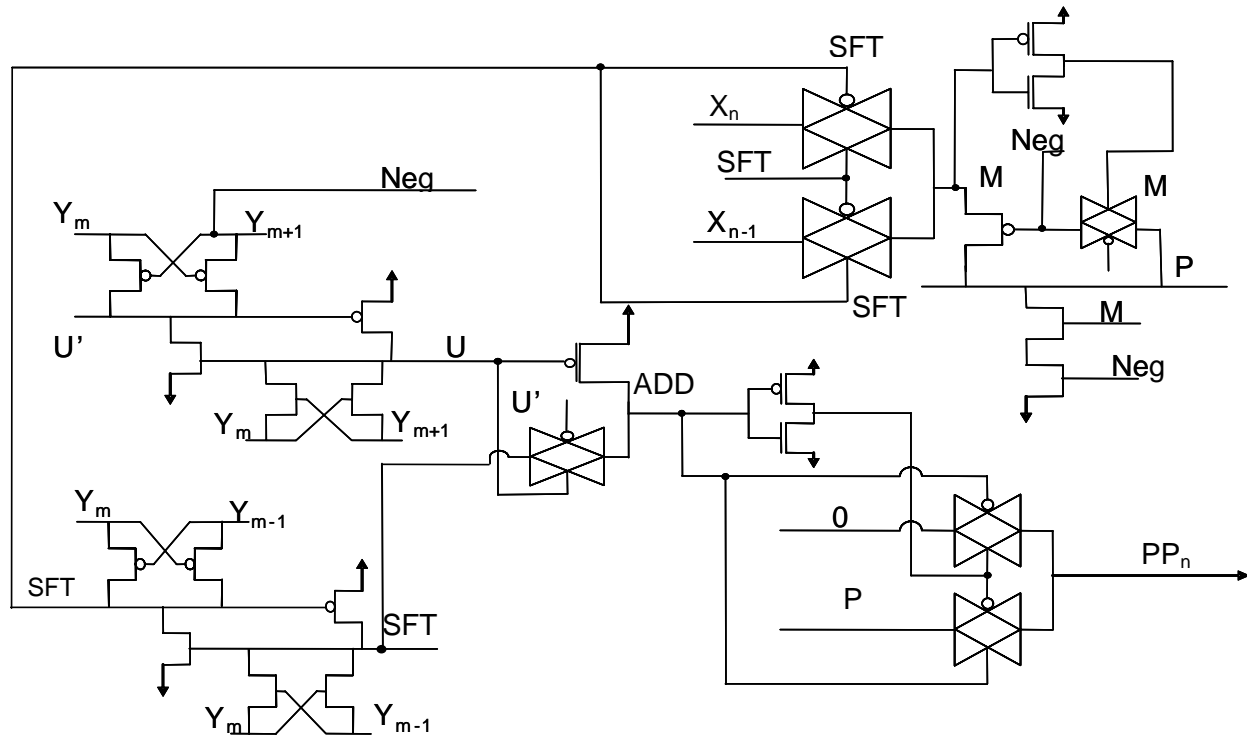 SFT
Xn
Neg
SFT
M
M
Neg
Ym
Ym+1
Xn-1
P
SFT
M
U'
U
Neg
ADD
U'
Ym
Ym+1
Ym
Ym-1
0
PPn
SFT
P
SFT
Ym
Ym-1